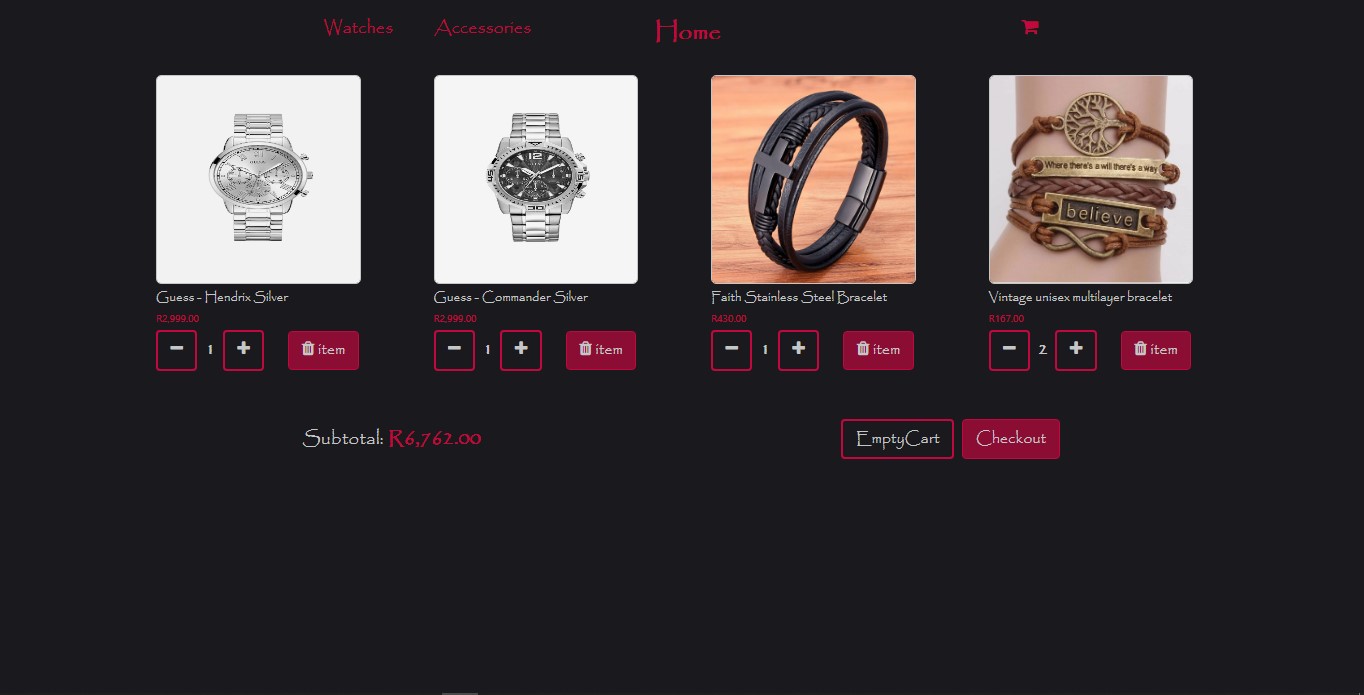 Watches Accessories Home
Where there's a will there's a way
believe
Guess - Hendrix Silver Guess - Commander Silver Faith Stainless Steel Bracelet Vintage unisex multilayer bracelet
R2,999.00 R2,999.00 R430.00 R167.00
1 item 1 item 1 item 2 item
Subtotal: R6,762.00 EmptyCart Checkout